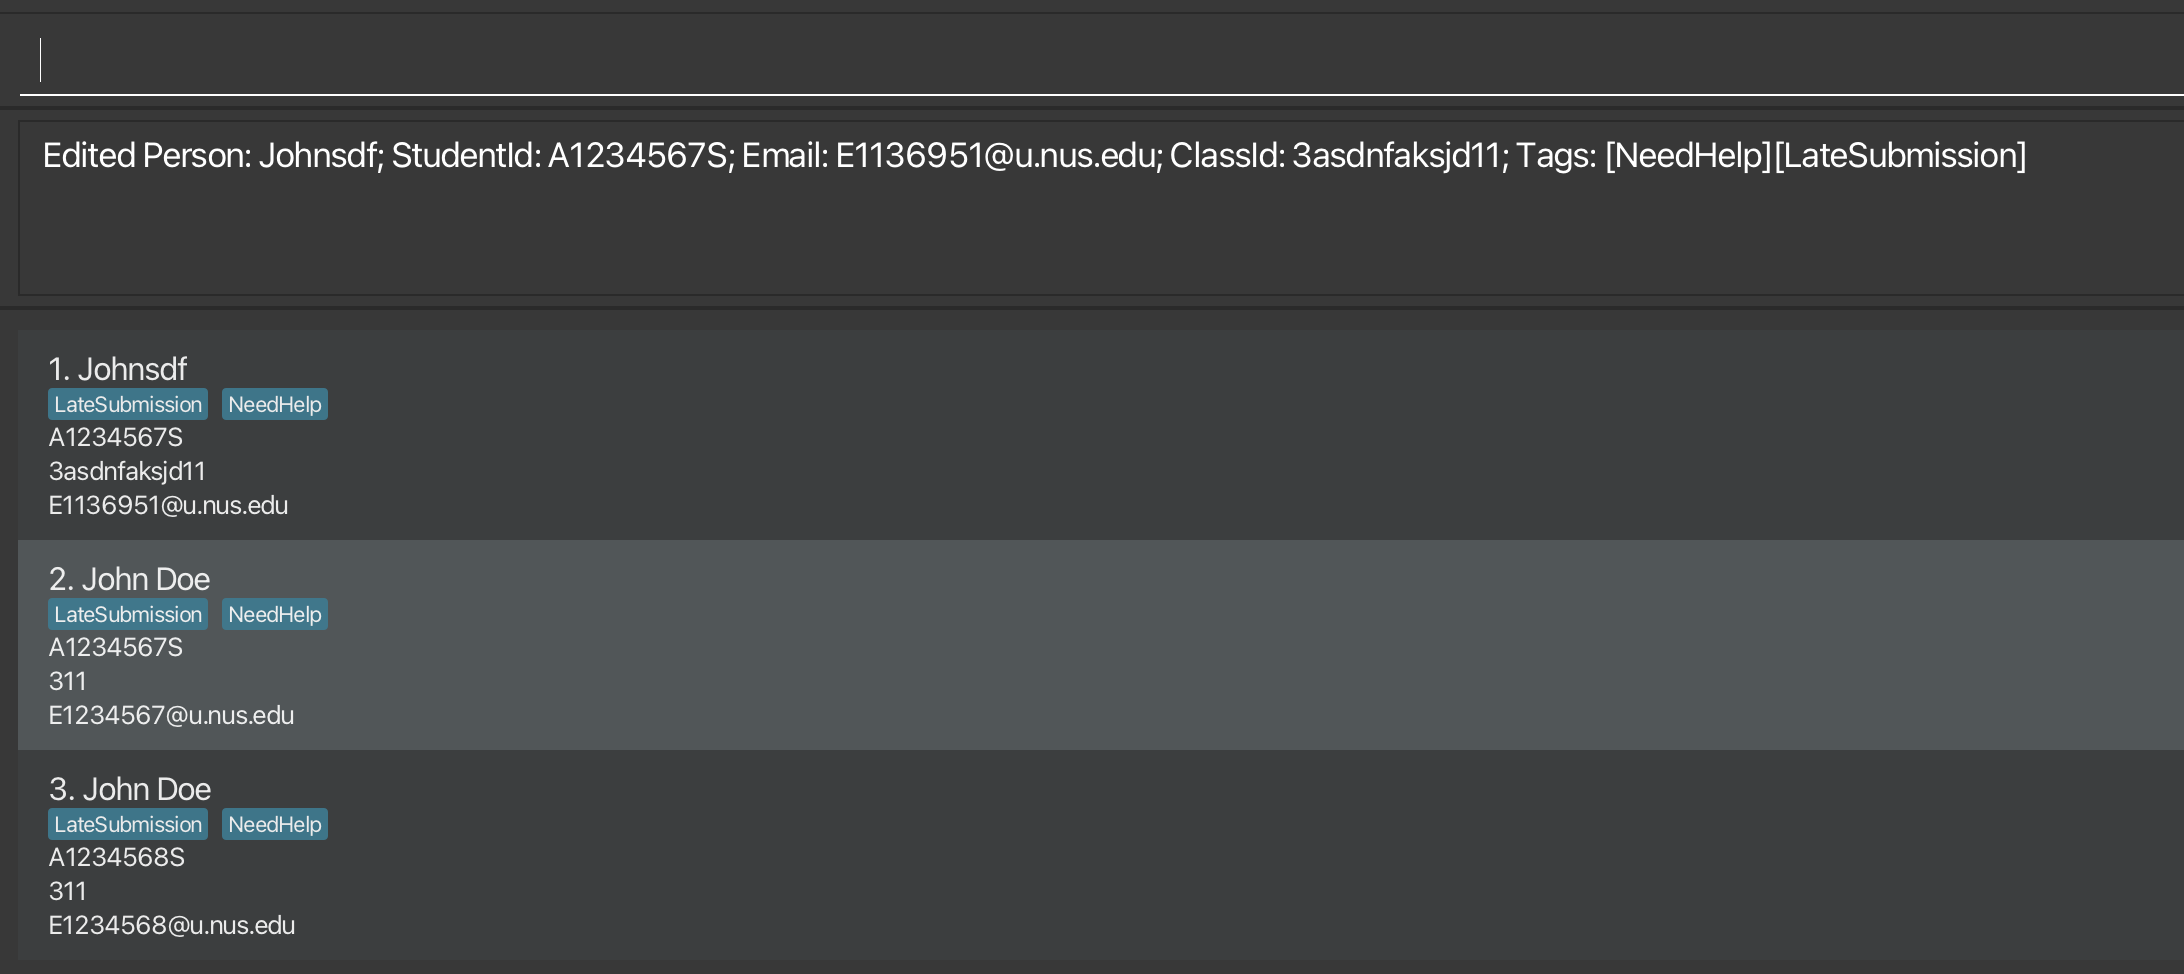 Edited Person: Johnsdf; StudentId: A1234567S; Email: E1136951@u.nus.edu; ClassId: 3asdnfaksjd11; Tags: [NeedHelp][LateSubmission]
1. Johnsdf
LateSubmission NeedHelp
A1234567S
3asdnfaksjd11
E1136951@u.nus.edu
2. John Doe
LateSubmission NeedHelp
A1234567S
311
E1234567@u.nus.edu
3. John Doe
LateSubmission NeedHelp
A1234568S
311
E1234568@u.nus.edu